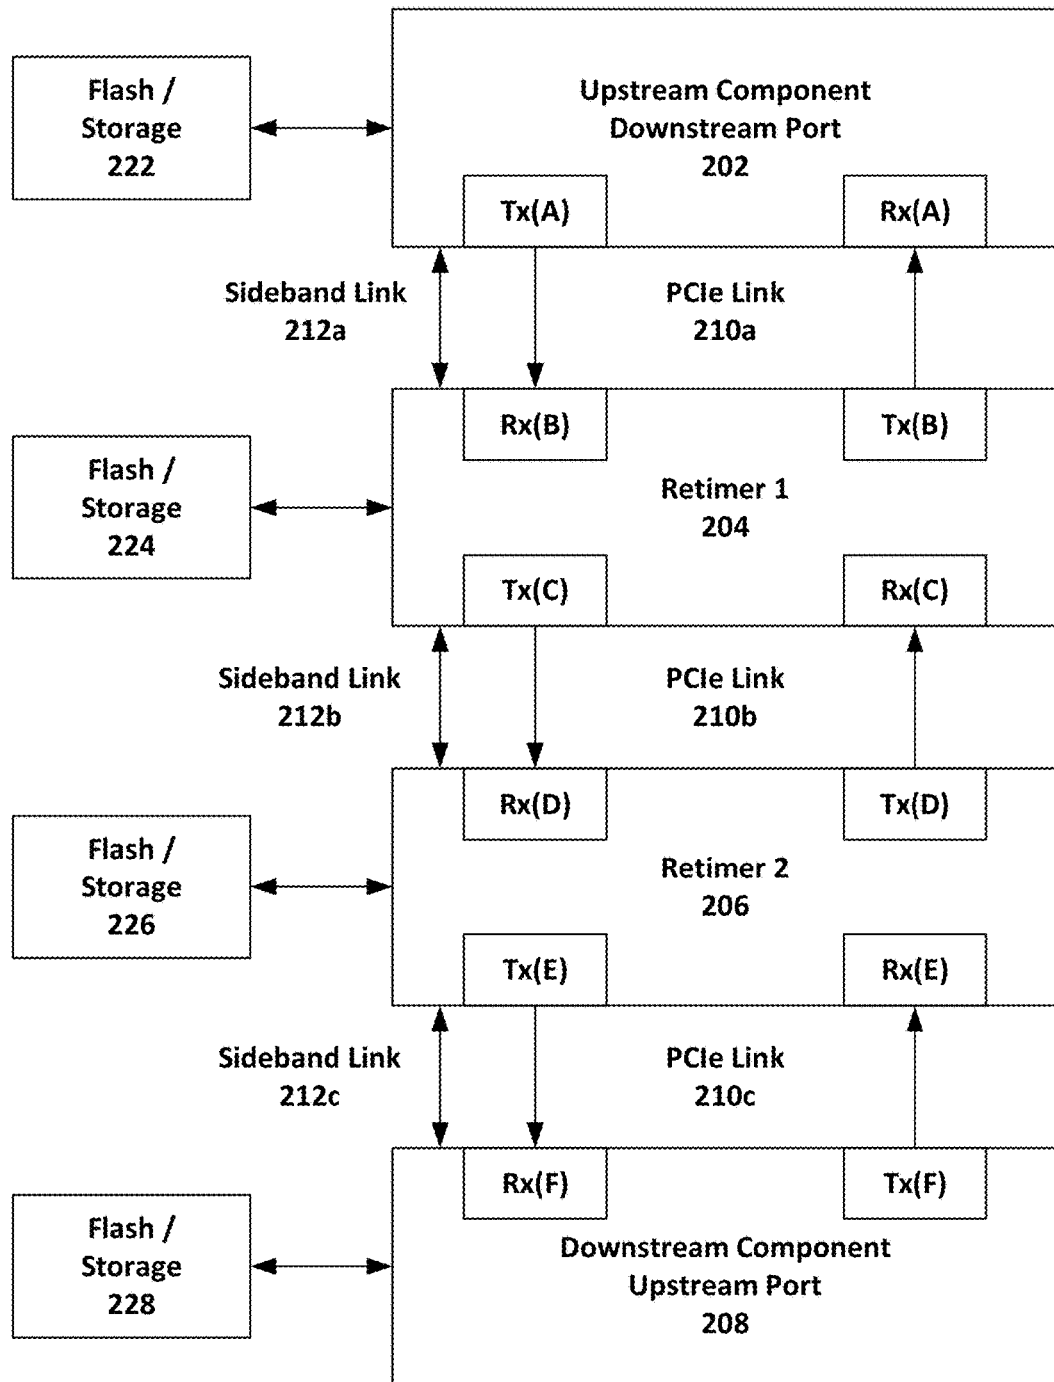 Flash /
Storage
222
Upstream Component
Downstream Port
202
Tx(A)
Rx(A)
Sideband Link
212a
PCIe Link
210a
Rx(B)
Tx(B)
Flash /
Storage
224
Retimer 1
204
Tx(C)
Rx(C)
Sideband Link
212b
PCIe Link
210b
Rx(D)
Tx(D)
Flash /
Storage
226
Retimer 2
206
Tx(E)
Rx(E)
Sideband Link
212c
PCIe Link
210c
Rx(F)
Tx(F)
Flash /
Storage
228
Downstream Component
Upstream Port
208